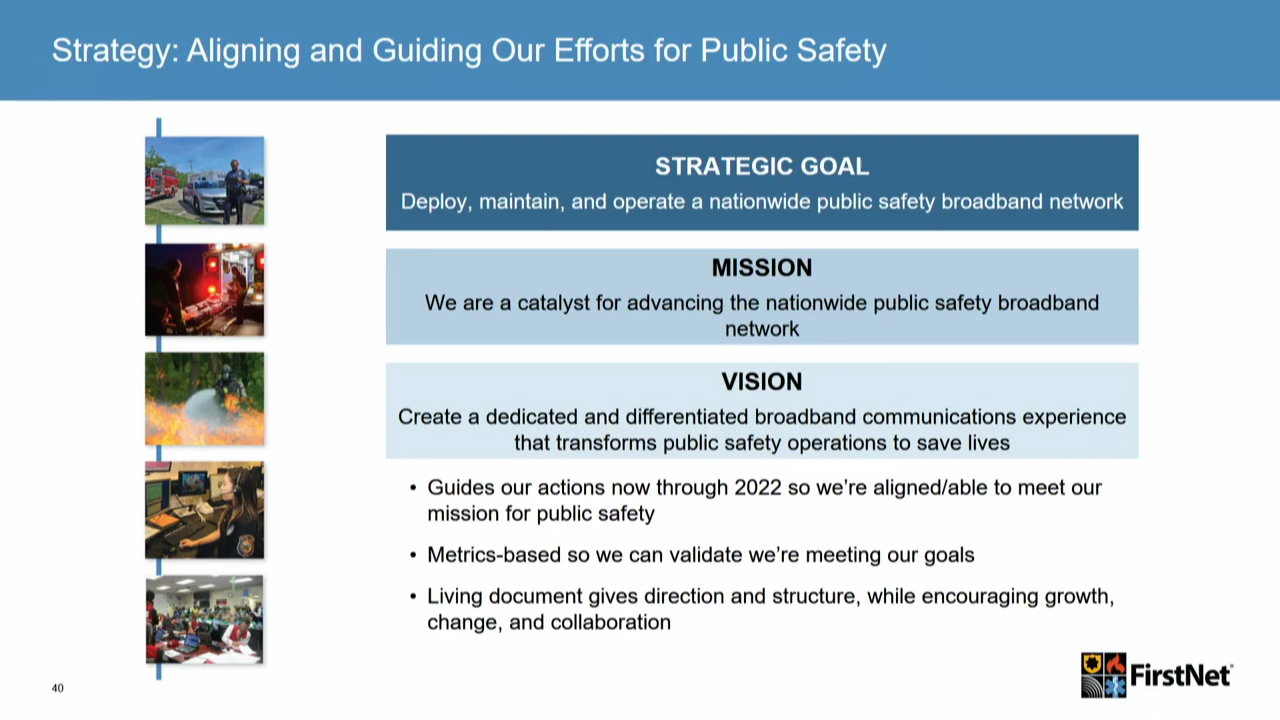 Strategy: Aligning and Guiding Our Efforts for Public Safety
STRATEGIC GOAL
Deploy, maintain, and operate a nationwide public safety broadband network
MISSION
We are a catalyst for advancing the nationwide public safety broadband
network
VISION
Create a dedicated and differentiated broadband communications experience
that transforms public safety operations to save lives
• Guides our actions now through 2022 so we’re aligned/able to meet our
mission for public safety
• Metrics-based so we can validate we’re meeting our goals
• Living document gives direction and structure, while encouraging growth,
change, and collaboration
FirstNet
40